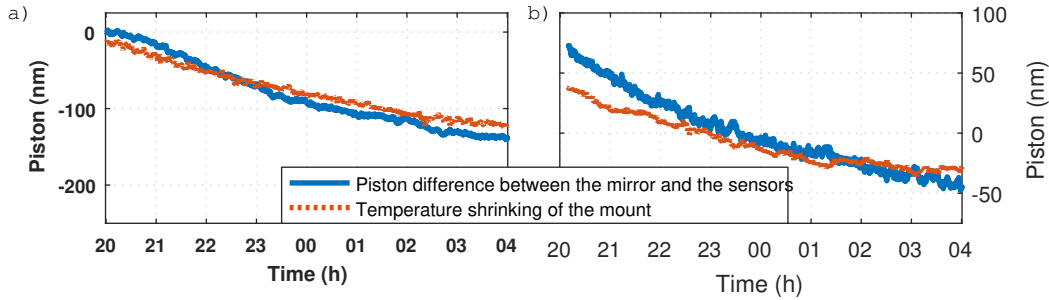 a)
Piston (nm)
0
-100
-200
20 21 22 23 00 01 02 03 04
Time (h)
b)
100
50
0
-50
Piston (nm)
20 21 22 23 00 01 02 03 04
Time (h)
Piston difference between the mirror and the sensors
Temperature shrinking of the mount